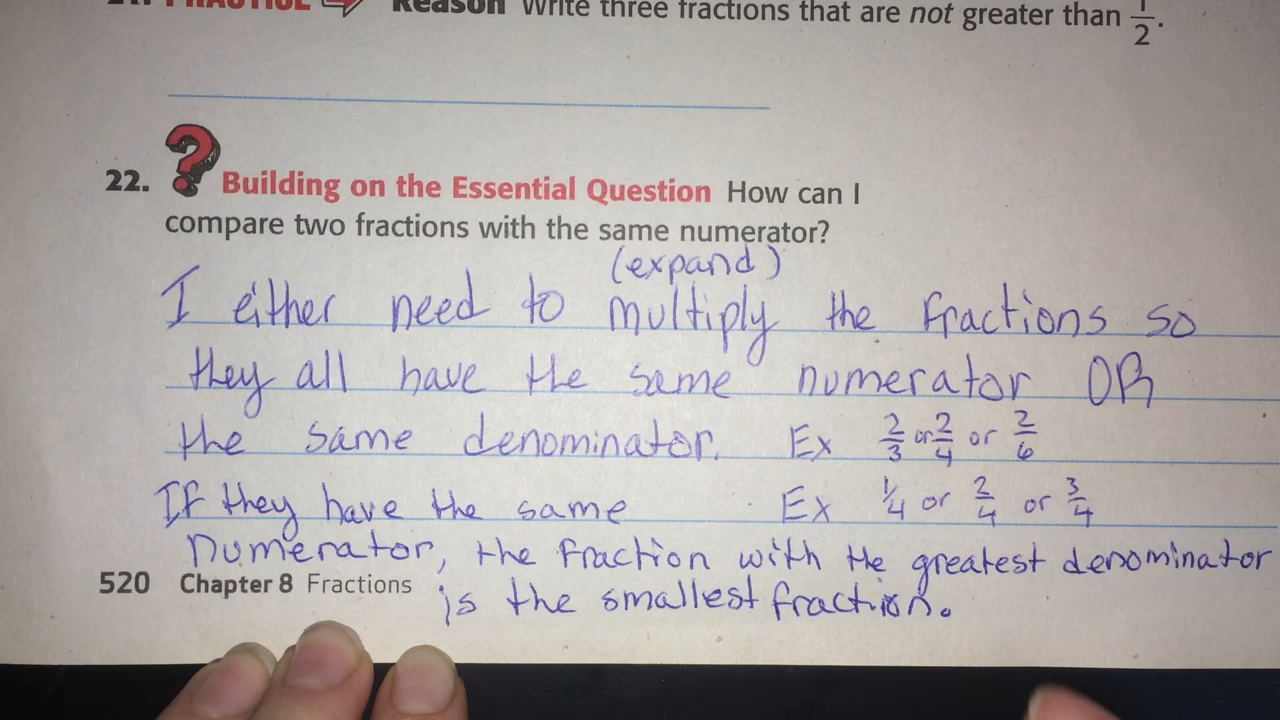 PRACTICE Reason Write three fractions that are not greater than 1/2.
22. ? Building on the Essential Question How can I
compare two fractions with the same numerator?
(expand)
I either need to multiply the fractions so
they all have the same numerator OR
the same denominator. Ex 2/3 or 2/4 or 2/6
If they have the same Ex 1/4 or 2/4 or 3/4
numerator, the fraction with the greatest denominator
520 Chapter 8 Fractions is the smallest fraction.